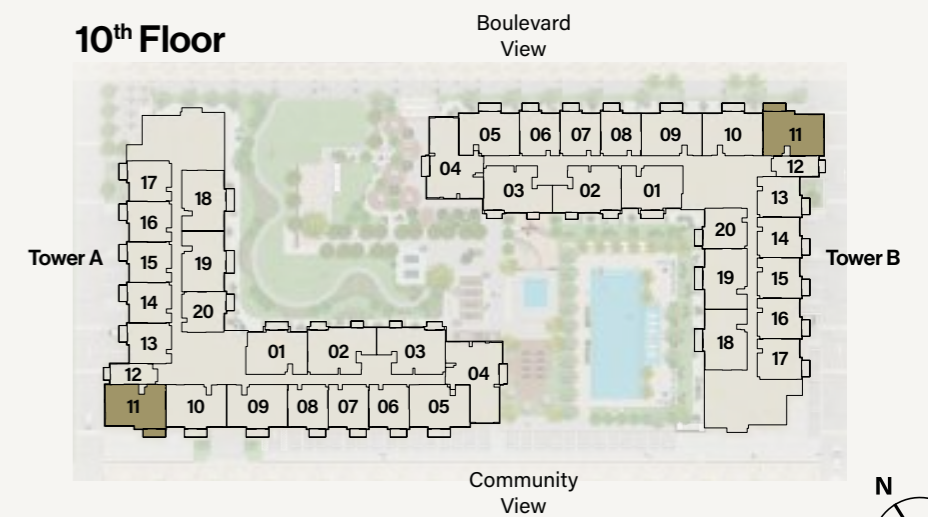 Boulevard
View
10th Floor
05 06 07 08 09 10 11
04
12
03 02 01
17
18
13
16
20
14
Tower A
Tower B
15
19
19
15
14
20
16
13
01 02 03
18
17
12
04
11 10 09 08 07 06 05
Community
View
N